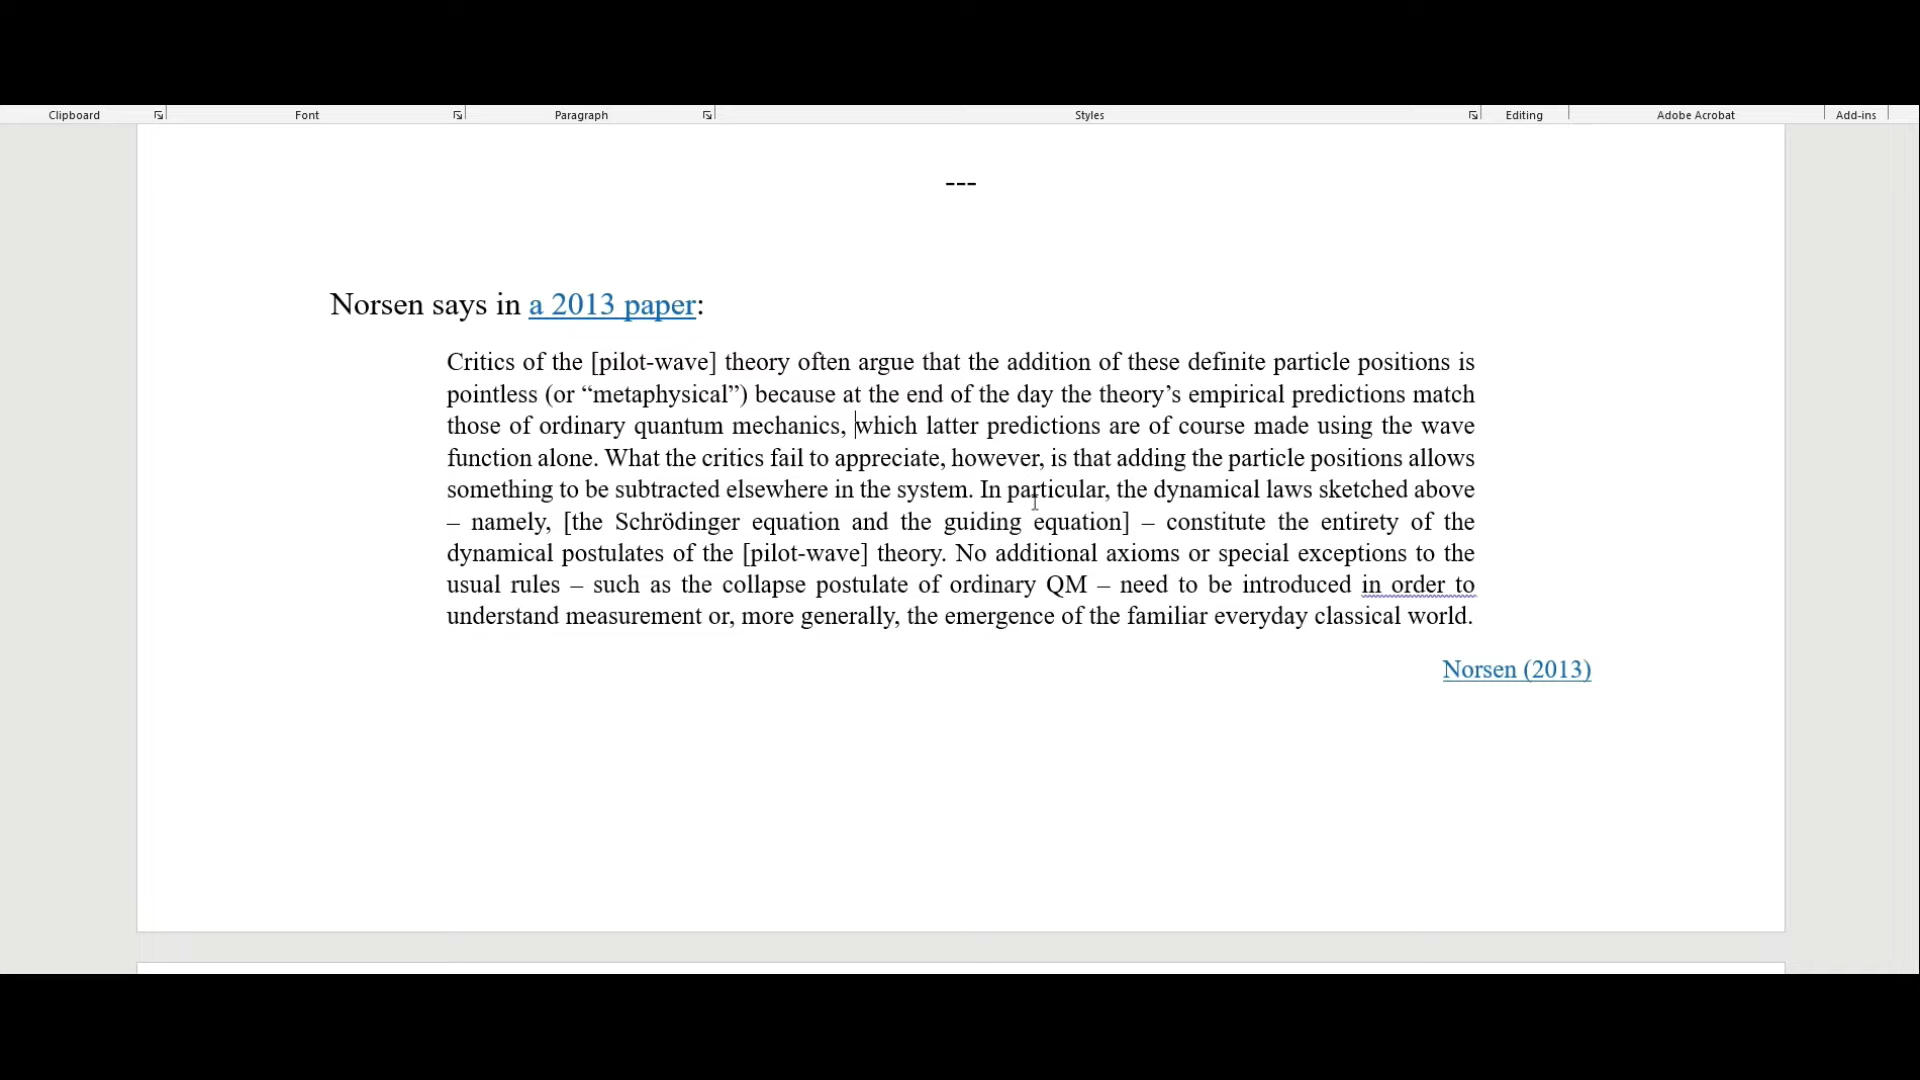 Clipboard Font Paragraph Styles Editing Adobe Acrobat Add-ins
---
Norsen says in a 2013 paper:
Critics of the [pilot-wave] theory often argue that the addition of these definite particle positions is
pointless (or “metaphysical”) because at the end of the day the theory’s empirical predictions match
those of ordinary quantum mechanics, which latter predictions are of course made using the wave
function alone. What the critics fail to appreciate, however, is that adding the particle positions allows
something to be subtracted elsewhere in the system. In particular, the dynamical laws sketched above
– namely, [the Schrödinger equation and the guiding equation] – constitute the entirety of the
dynamical postulates of the [pilot-wave] theory. No additional axioms or special exceptions to the
usual rules – such as the collapse postulate of ordinary QM – need to be introduced in order to
understand measurement or, more generally, the emergence of the familiar everyday classical world.
Norsen (2013)